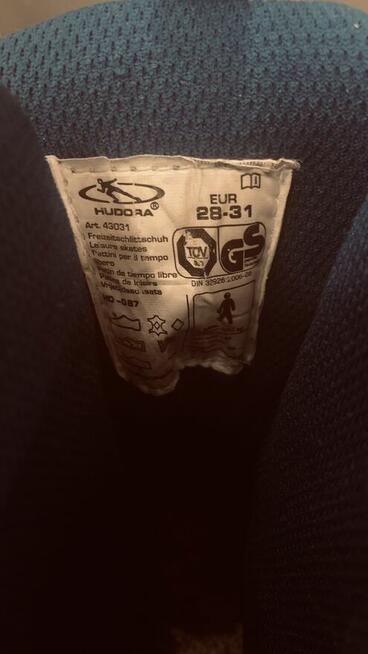 HUDORA®
EUR
28-31
Art. 43031
Freizeitschlittschuh
Leisure skates
Pattini per il tempo
libero
de tiempo libre
Patins de loisirs
TÜV
GS
DIN 32926:2006-08